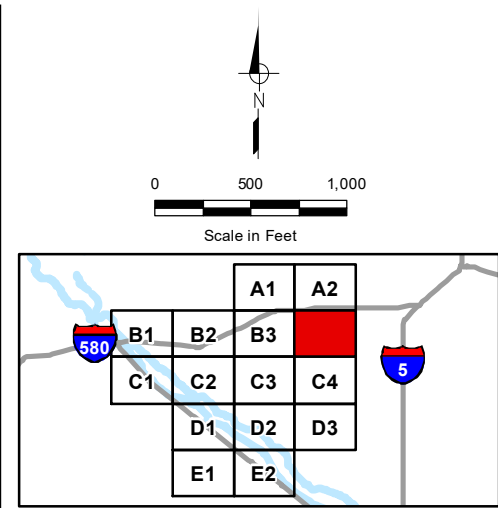 N
0 500 1,000
Scale in Feet
A1 A2
B1 B2 B3
580
5
C1 C2 C3 C4
D1 D2 D3
E1 E2